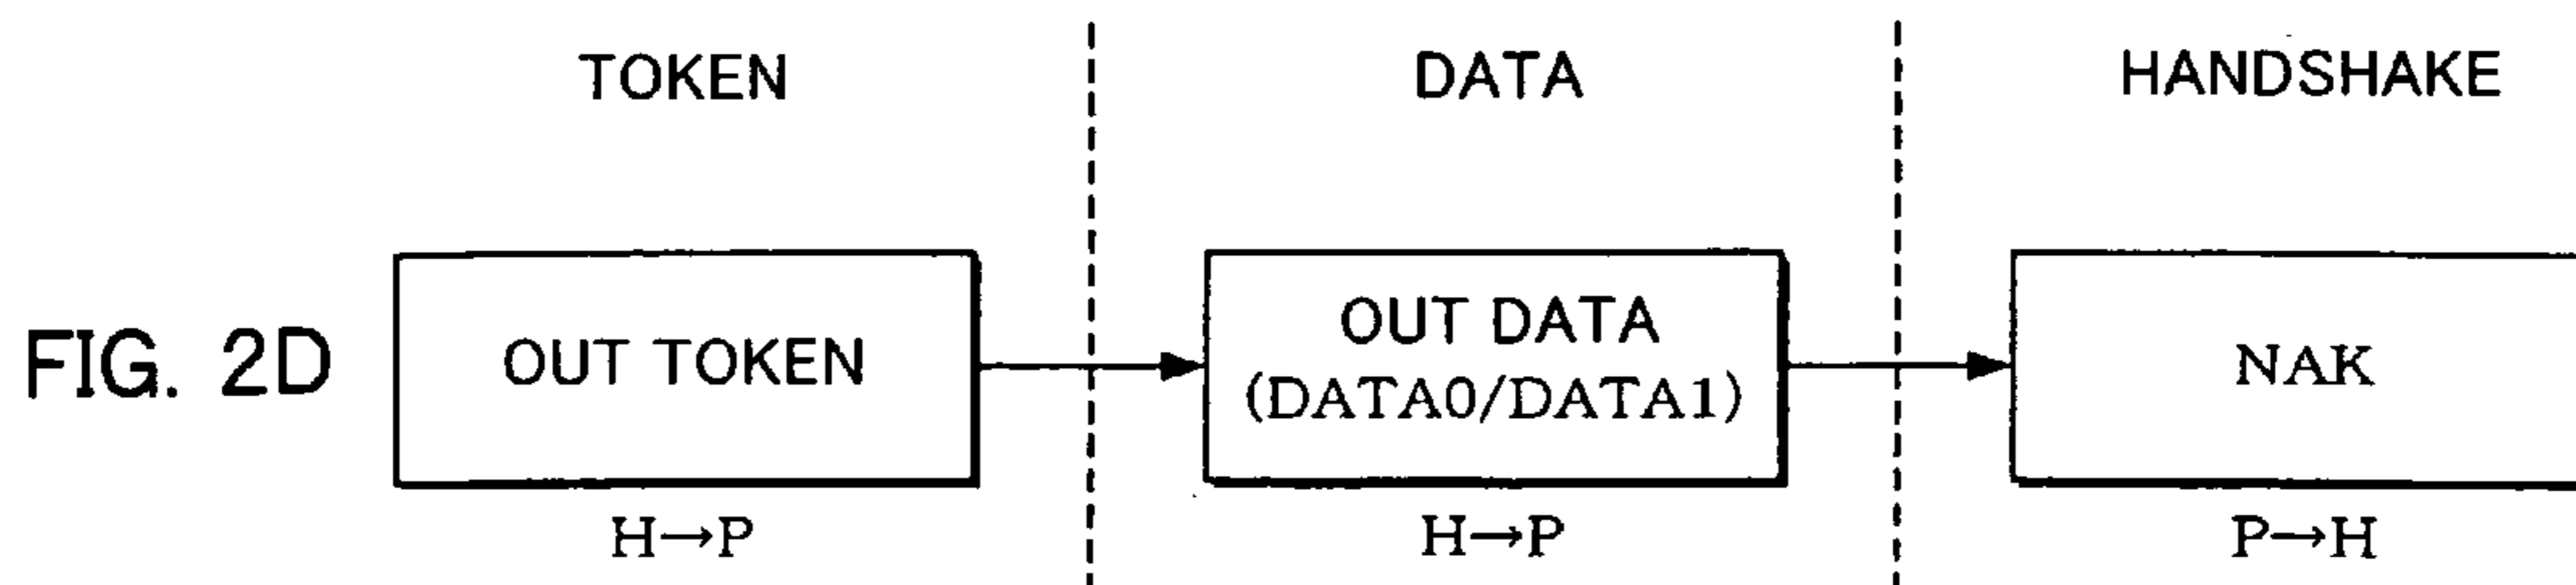 TOKEN DATA HANDSHAKE
FIG. 2D
OUT TOKEN
OUT DATA
(DATA0/DATA1)
NAK
H→P H→P P→H